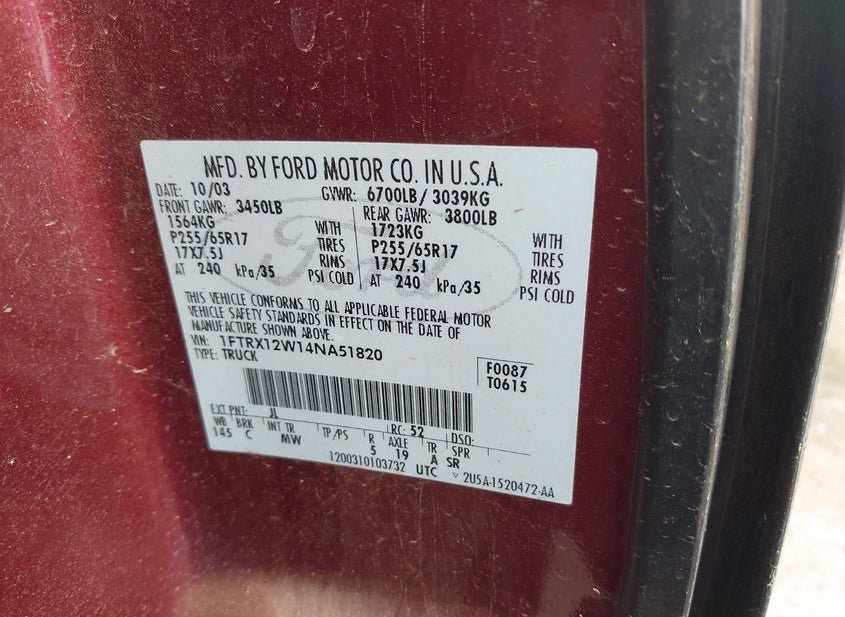 MFD. BY FORD MOTOR CO. IN U.S.A.
DATE: 10/03 GVWR: 6700LB/ 3039KG
FRONT GAWR: 3450LB REAR GAWR: 3800LB
1564KG WITH 1723KG WITH
P255/65R17 TIRES P255/65R17 TIRES
17X7.5J RIMS 17X7.5J RIMS
AT 240 kPa/35 PSI COLD AT 240 kPa/35 PSI COLD
THIS VEHICLE CONFORMS TO ALL APPLICABLE FEDERAL MOTOR
VEHICLE SAFETY STANDARDS IN EFFECT ON THE DATE OF
MANUFACTURE SHOWN ABOVE.
VIN: 1FTRX12W14NA51820
TYPE: TRUCK
F0087
T0615
EXT PNT: JL RC: 52 DSO:
WB BRK INT TR TP/PS R AXLE TR SPR
145 C MW 5 19 A SR
1200310103732 UTC 2U5A-1520472-AA
Ford